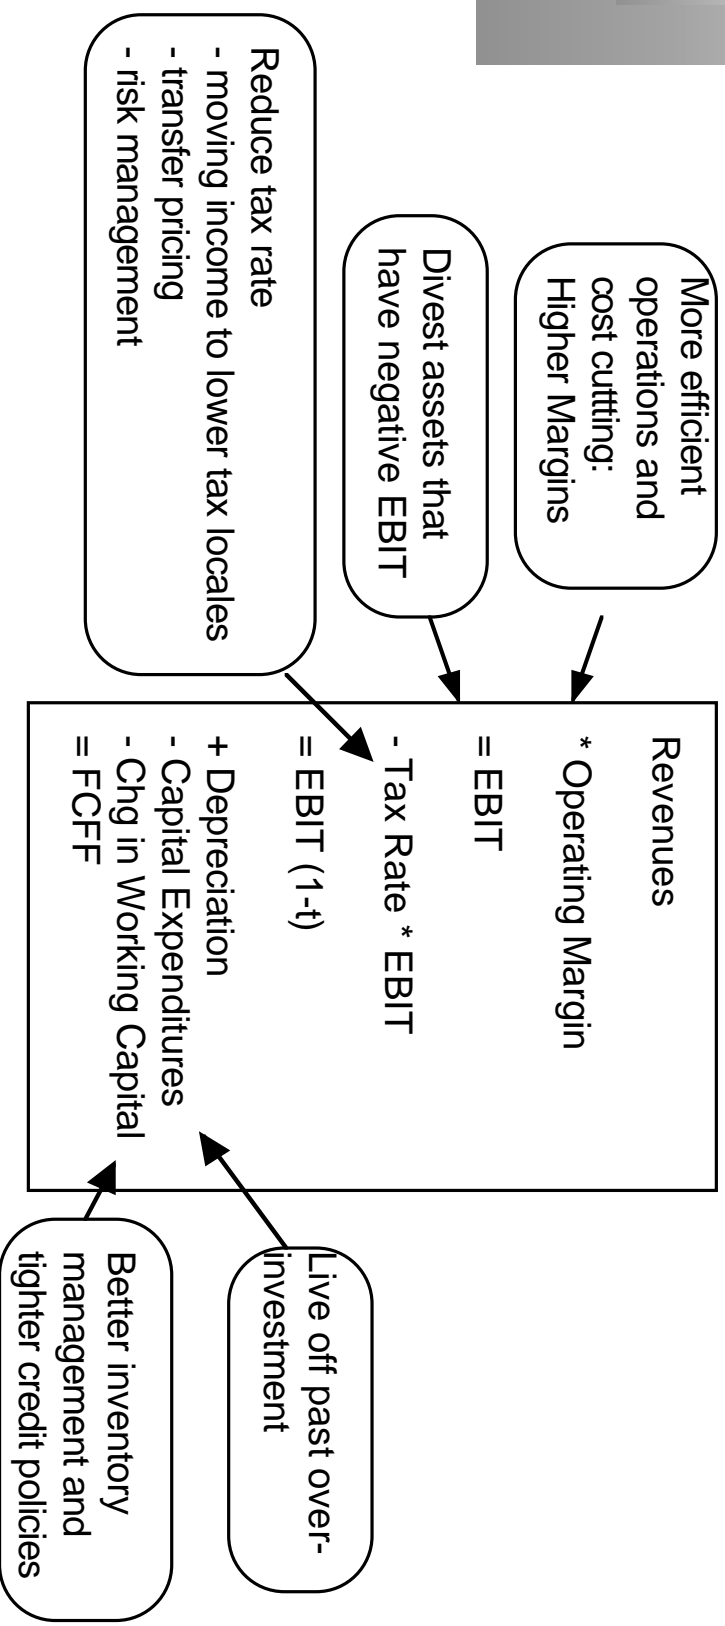 More efficient
operations and
cost cuttting:
Higher Margins
Divest assets that
have negative EBIT
Reduce tax rate
- moving income to lower tax locales
- transfer pricing
- risk management
Revenues
* Operating Margin
= EBIT
- Tax Rate * EBIT
= EBIT (1-t)
+ Depreciation
- Capital Expenditures
- Chg in Working Capital
= FCFF
Live off past over-
investment
Better inventory
management and
tighter credit policies